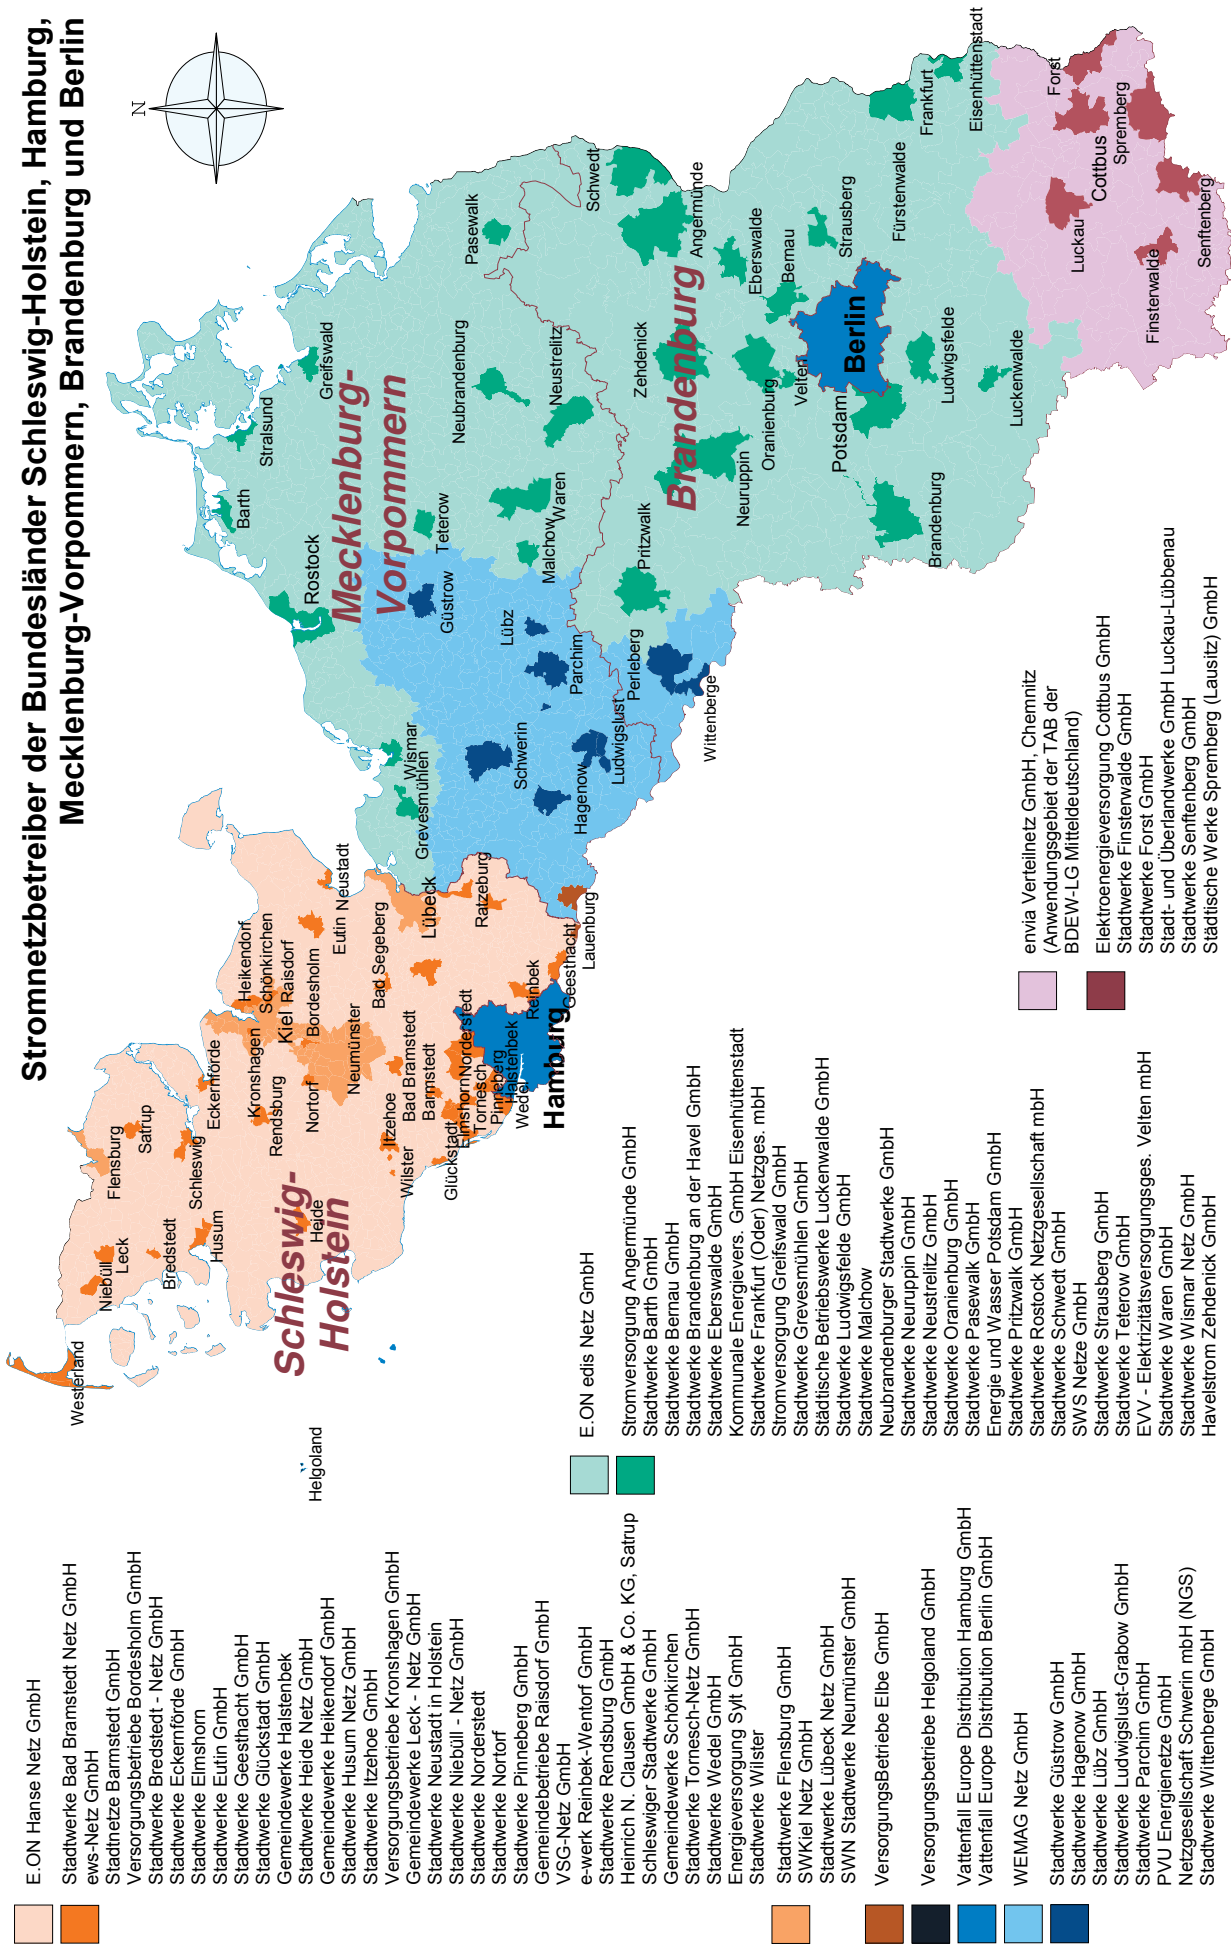 Stromnetzbetreiber der Bundesländer Schleswig-Holstein, Hamburg,
Mecklenburg-Vorpommern, Brandenburg und Berlin
N
Westerland
Niebüll
Leck
Flensburg
Satrup
Bredstedt
Schleswig
Husum
Eckernförde
Heikendorf
Schönkirchen
Raisdorf
Kiel
Kronshagen
Rendsburg
Bordesholm
Nortorf
Neumünster
Heide
Schleswig-
Holstein
Helgoland
Eutin
Neustadt
Bad Segeberg
Lübeck
Ratzeburg
Itzehoe
Wilster
Bad Bramstedt
Barmstedt
Glückstadt
Elmshorn
Norderstedt
Tornesch
Pinneberg
Halstenbek
Wedel
Reinbek
Hamburg
Geesthacht
Lauenburg
Grevesmühlen
Wismar
Rostock
Barth
Stralsund
Greifswald
Mecklenburg-
Vorpommern
Güstrow
Teterow
Neubrandenburg
Pasewalk
Schwerin
Lübz
Parchim
Malchow
Waren
Neustrelitz
Hagenow
Ludwigslust
Perleberg
Wittenberge
Pritzwalk
Zehdenick
Schwedt
Angermünde
Brandenburg
Neuruppin
Oranienburg
Velten
Eberswalde
Bernau
Strausberg
Berlin
Potsdam
Brandenburg
Fürstenwalde
Frankfurt
Eisenhüttenstadt
Ludwigsfelde
Luckenwalde
Luckau
Cottbus
Forst
Spremberg
Finsterwalde
Senftenberg
E.ON Hanse Netz GmbH
Stadtwerke Bad Bramstedt Netz GmbH
ews-Netz GmbH
Stadtnetze Barmstedt GmbH
Versorgungsbetriebe Bordesholm GmbH
Stadtwerke Bredstedt - Netz GmbH
Stadtwerke Eckernförde GmbH
Stadtwerke Elmshorn
Stadtwerke Eutin GmbH
Stadtwerke Geesthacht GmbH
Stadtwerke Glückstadt GmbH
Gemeindewerke Halstenbek
Stadtwerke Heide Netz GmbH
Gemeindewerke Heikendorf GmbH
Stadtwerke Husum Netz GmbH
Stadtwerke Itzehoe GmbH
Versorgungsbetriebe Kronshagen GmbH
Gemeindewerke Leck - Netz GmbH
Stadtwerke Neustadt in Holstein
Stadtwerke Niebüll - Netz GmbH
Stadtwerke Norderstedt
Stadtwerke Nortorf
Stadtwerke Pinneberg GmbH
Gemeindebetriebe Raisdorf GmbH
VSG-Netz GmbH
e-werk Reinbek-Wentorf GmbH
Stadtwerke Rendsburg GmbH
Heinrich N. Clausen GmbH & Co. KG, Satrup
Schleswiger Stadtwerke GmbH
Gemeindewerke Schönkirchen
Stadtwerke Tornesch-Netz GmbH
Stadtwerke Wedel GmbH
Energieversorgung Sylt GmbH
Stadtwerke Wilster
Stadtwerke Flensburg GmbH
SWKiel Netz GmbH
Stadtwerke Lübeck Netz GmbH
SWN Stadtwerke Neumünster GmbH
VersorgungsBetriebe Elbe GmbH
Versorgungsbetriebe Helgoland GmbH
Vattenfall Europe Distribution Hamburg GmbH
Vattenfall Europe Distribution Berlin GmbH
WEMAG Netz GmbH
Stadtwerke Güstrow GmbH
Stadtwerke Hagenow GmbH
Stadtwerke Lübz GmbH
Stadtwerke Ludwigslust-Grabow GmbH
Stadtwerke Parchim GmbH
PVU Energienetze GmbH
Netzgesellschaft Schwerin mbH (NGS)
Stadtwerke Wittenberge GmbH
E.ON edis Netz GmbH
Stromversorgung Angermünde GmbH
Stadtwerke Barth GmbH
Stadtwerke Bernau GmbH
Stadtwerke Brandenburg an der Havel GmbH
Stadtwerke Eberswalde GmbH
Kommunale Energievers. GmbH Eisenhüttenstadt
Stadtwerke Frankfurt (Oder) Netzges. mbH
Stromversorgung Greifswald GmbH
Stadtwerke Grevesmühlen GmbH
Städtische Betriebswerke Luckenwalde GmbH
Stadtwerke Ludwigsfelde GmbH
Stadtwerke Malchow
Neubrandenburger Stadtwerke GmbH
Stadtwerke Neuruppin GmbH
Stadtwerke Neustrelitz GmbH
Stadtwerke Oranienburg GmbH
Stadtwerke Pasewalk GmbH
Energie und Wasser Potsdam GmbH
Stadtwerke Pritzwalk GmbH
Stadtwerke Rostock Netzgesellschaft mbH
Stadtwerke Schwedt GmbH
SWS Netze GmbH
Stadtwerke Strausberg GmbH
Stadtwerke Teterow GmbH
EVV - Elektrizitätsversorgungsges. Velten mbH
Stadtwerke Waren GmbH
Stadtwerke Wismar Netz GmbH
Havelstrom Zehdenick GmbH
envia Verteilnetz GmbH, Chemnitz
(Anwendungsgebiet der TAB der
BDEW-LG Mitteldeutschland)
Elektroenergieversorgung Cottbus GmbH
Stadtwerke Finsterwalde GmbH
Stadtwerke Forst GmbH
Stadt- und Überlandwerke GmbH Luckau-Lübbenau
Stadtwerke Senftenberg GmbH
Städtische Werke Spremberg (Lausitz) GmbH